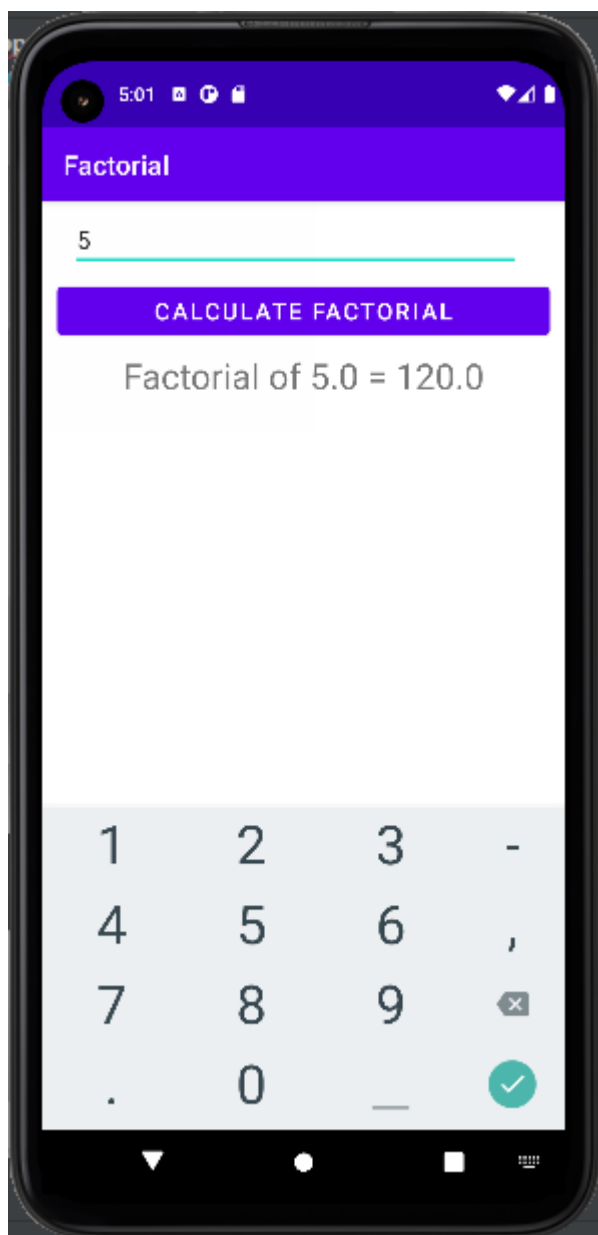 5:01
Factorial
5
CALCULATE FACTORIAL
Factorial of 5.0 = 120.0
1 2 3 -
4 5 6 ,
7 8 9
. 0 _